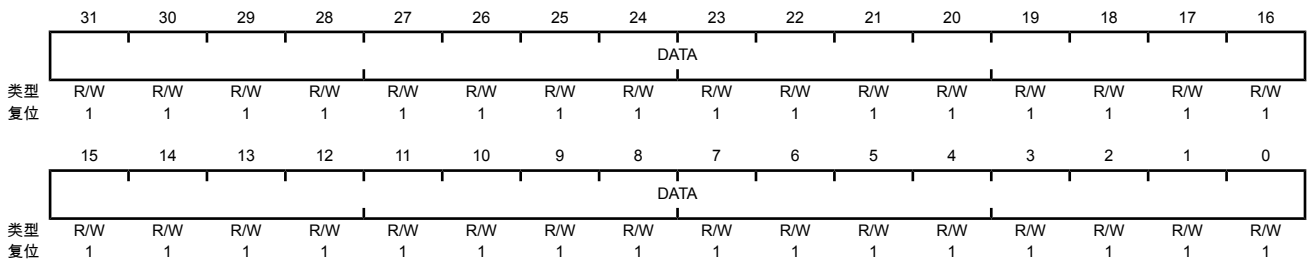 31 30 29 28 27 26 25 24 23 22 21 20 19 18 17 16
DATA
类型 R/W R/W R/W R/W R/W R/W R/W R/W R/W R/W R/W R/W R/W R/W R/W R/W
复位 1 1 1 1 1 1 1 1 1 1 1 1 1 1 1 1
15 14 13 12 11 10 9 8 7 6 5 4 3 2 1 0
DATA
类型 R/W R/W R/W R/W R/W R/W R/W R/W R/W R/W R/W R/W R/W R/W R/W R/W
复位 1 1 1 1 1 1 1 1 1 1 1 1 1 1 1 1